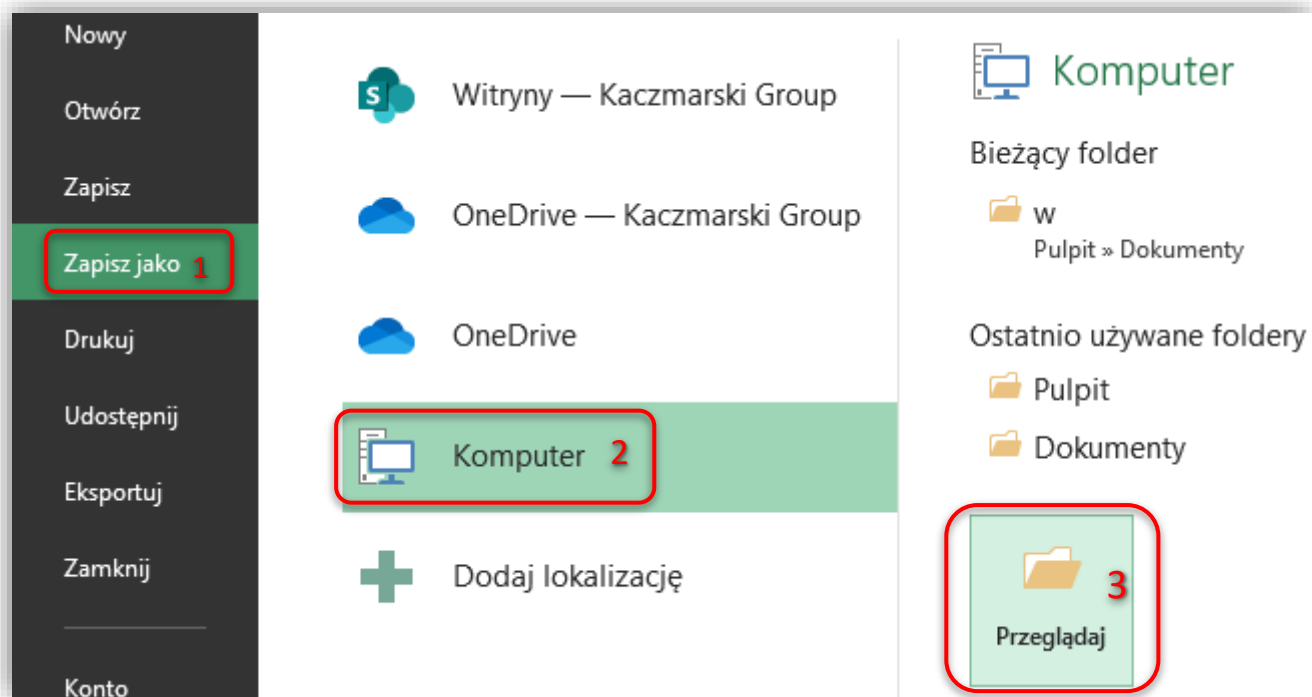 Nowy
Otwórz
Zapisz
Zapisz jako 1
Drukuj
Udostępnij
Eksportuj
Zamknij
Konto
S
Witryny — Kaczmarski Group
OneDrive — Kaczmarski Group
OneDrive
Komputer 2
Dodaj lokalizację
Komputer
Bieżący folder
w
Pulpit » Dokumenty
Ostatnio używane foldery
Pulpit
Dokumenty
3
Przeglądaj